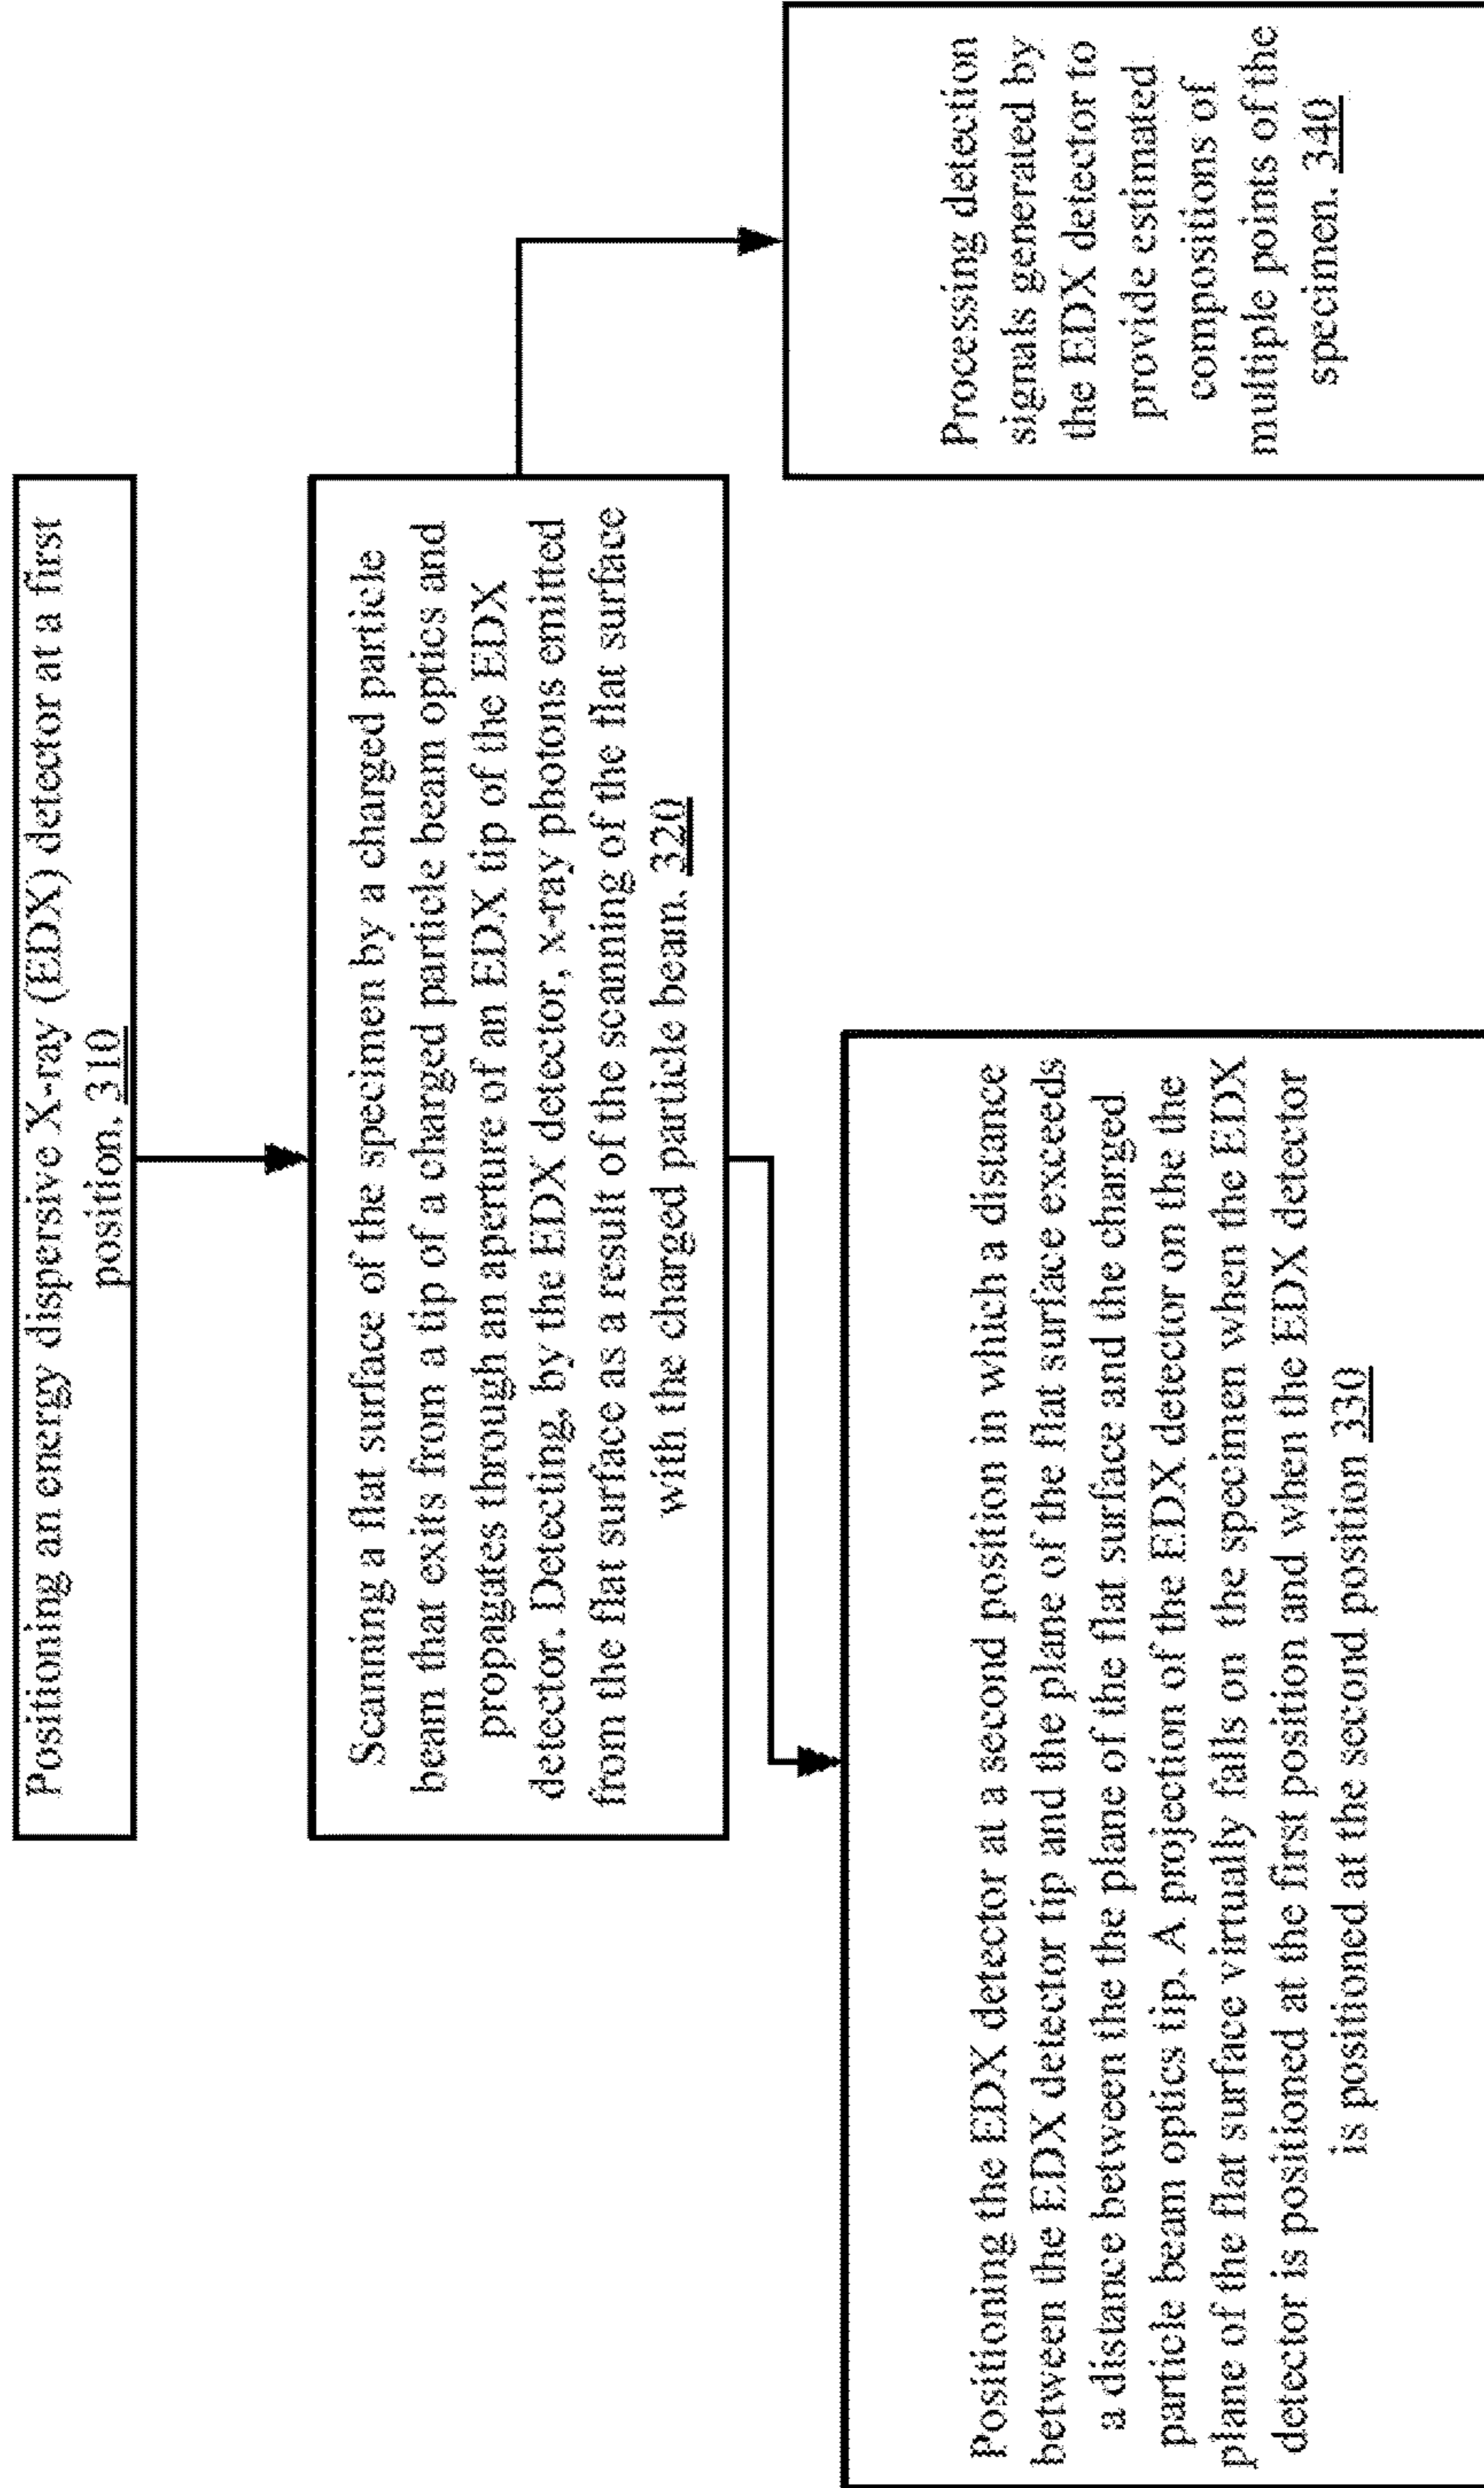 Positioning an energy dispersive X-ray (EDX) detector at a first
position. 310
Scanning a flat surface of the specimen by a charged particle
beam that exits from a tip of a charged particle beam optics and
propagates through an aperture of an EDX tip of the EDX
detector. Detecting, by the EDX detector, x-ray photons emitted
from the flat surface as a result of the scanning of the flat surface
with the charged particle beam. 320
Positioning the EDX detector at a second position in which a distance
between the EDX detector tip and the plane of the flat surface exceeds
a distance between the the plane of the flat surface and the charged
particle beam optics tip. A projection of the EDX detector on the the
plane of the flat surface virtually falls on the specimen when the EDX
detector is positioned at the first position and when the EDX detector
is positioned at the second position 330
Processing detection
signals generated by
the EDX detector to
provide estimated
compositions of
multiple points of the
specimen. 340